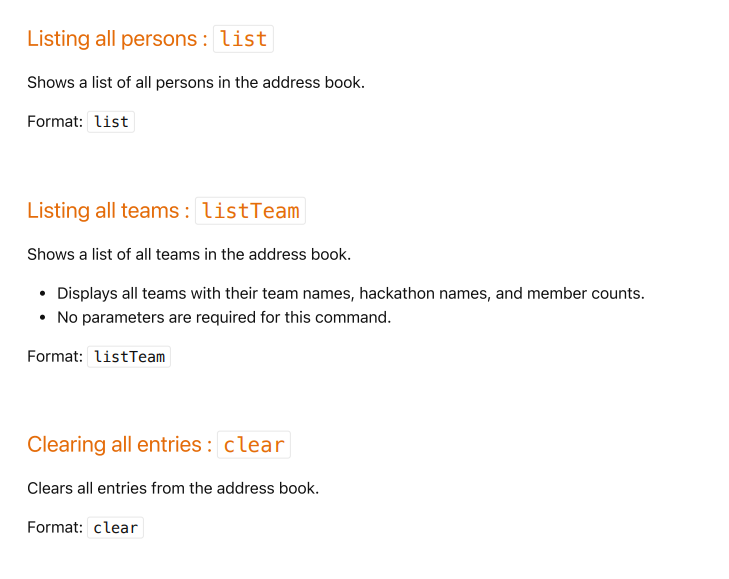 Listing all persons : list
Shows a list of all persons in the address book.
Format: list
Listing all teams : listTeam
Shows a list of all teams in the address book.
• Displays all teams with their team names, hackathon names, and member counts.
• No parameters are required for this command.
Format: listTeam
Clearing all entries : clear
Clears all entries from the address book.
Format: clear